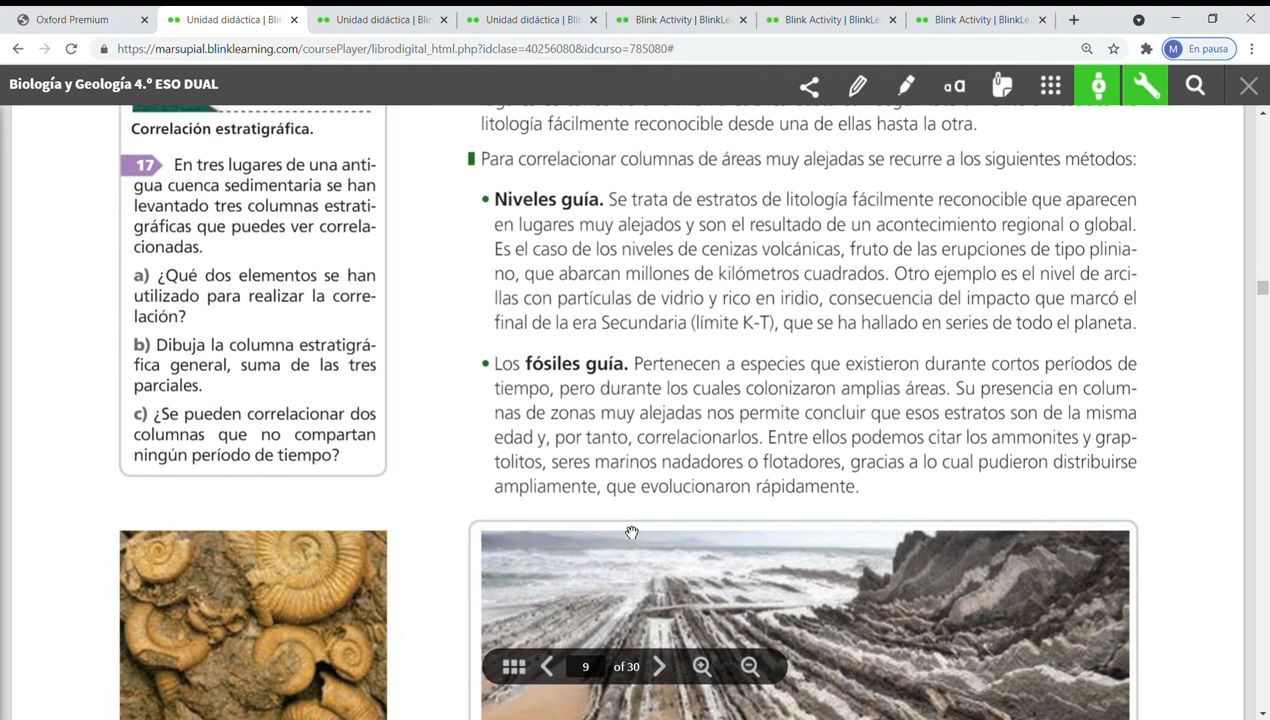 Oxford Premium
Unidad didáctica | Bli
Unidad didáctica | Bl
Unidad didáctica | Bli
Blink Activity | BlinkLe
Blink Activity | BlinkLe
Blink Activity | BlinkLe
https://marsupial.blinklearning.com/coursePlayer/librodigital_html.php?idclase=40256080&idcurso=785080#
M En pausa
Biología y Geología 4.º ESO DUAL
aa
Correlación estratigráfica.
17 En tres lugares de una anti-
gua cuenca sedimentaria se han
levantado tres columnas estrati-
gráficas que puedes ver correla-
cionadas.
a) ¿Qué dos elementos se han
utilizado para realizar la corre-
lación?
b) Dibuja la columna estratigrá-
fica general, suma de las tres
parciales.
c) ¿Se pueden correlacionar dos
columnas que no compartan
ningún período de tiempo?
litología fácilmente reconocible desde una de ellas hasta la otra.
Para correlacionar columnas de áreas muy alejadas se recurre a los siguientes métodos:
• Niveles guía. Se trata de estratos de litología fácilmente reconocible que aparecen
en lugares muy alejados y son el resultado de un acontecimiento regional o global.
Es el caso de los niveles de cenizas volcánicas, fruto de las erupciones de tipo plinia-
no, que abarcan millones de kilómetros cuadrados. Otro ejemplo es el nivel de arci-
llas con partículas de vidrio y rico en iridio, consecuencia del impacto que marcó el
final de la era Secundaria (límite K-T), que se ha hallado en series de todo el planeta.
• Los fósiles guía. Pertenecen a especies que existieron durante cortos períodos de
tiempo, pero durante los cuales colonizaron amplias áreas. Su presencia en colum-
nas de zonas muy alejadas nos permite concluir que esos estratos son de la misma
edad y, por tanto, correlacionarlos. Entre ellos podemos citar los ammonites y grap-
tolitos, seres marinos nadadores o flotadores, gracias a lo cual pudieron distribuirse
ampliamente, que evolucionaron rápidamente.
9 of 30